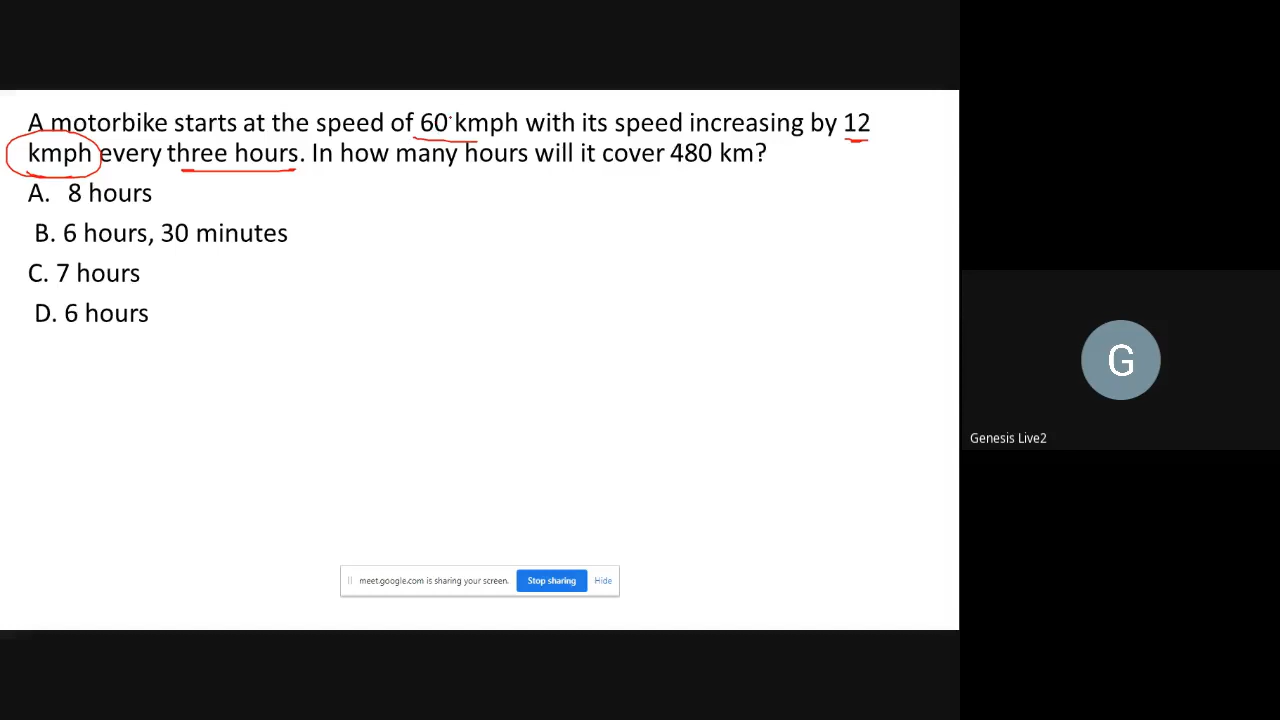 A motorbike starts at the speed of 60 kmph with its speed increasing by 12
kmph every three hours. In how many hours will it cover 480 km?
A. 8 hours
B. 6 hours, 30 minutes
C. 7 hours
D. 6 hours
G
Genesis Live2
meet.google.com is sharing your screen. Stop sharing Hide